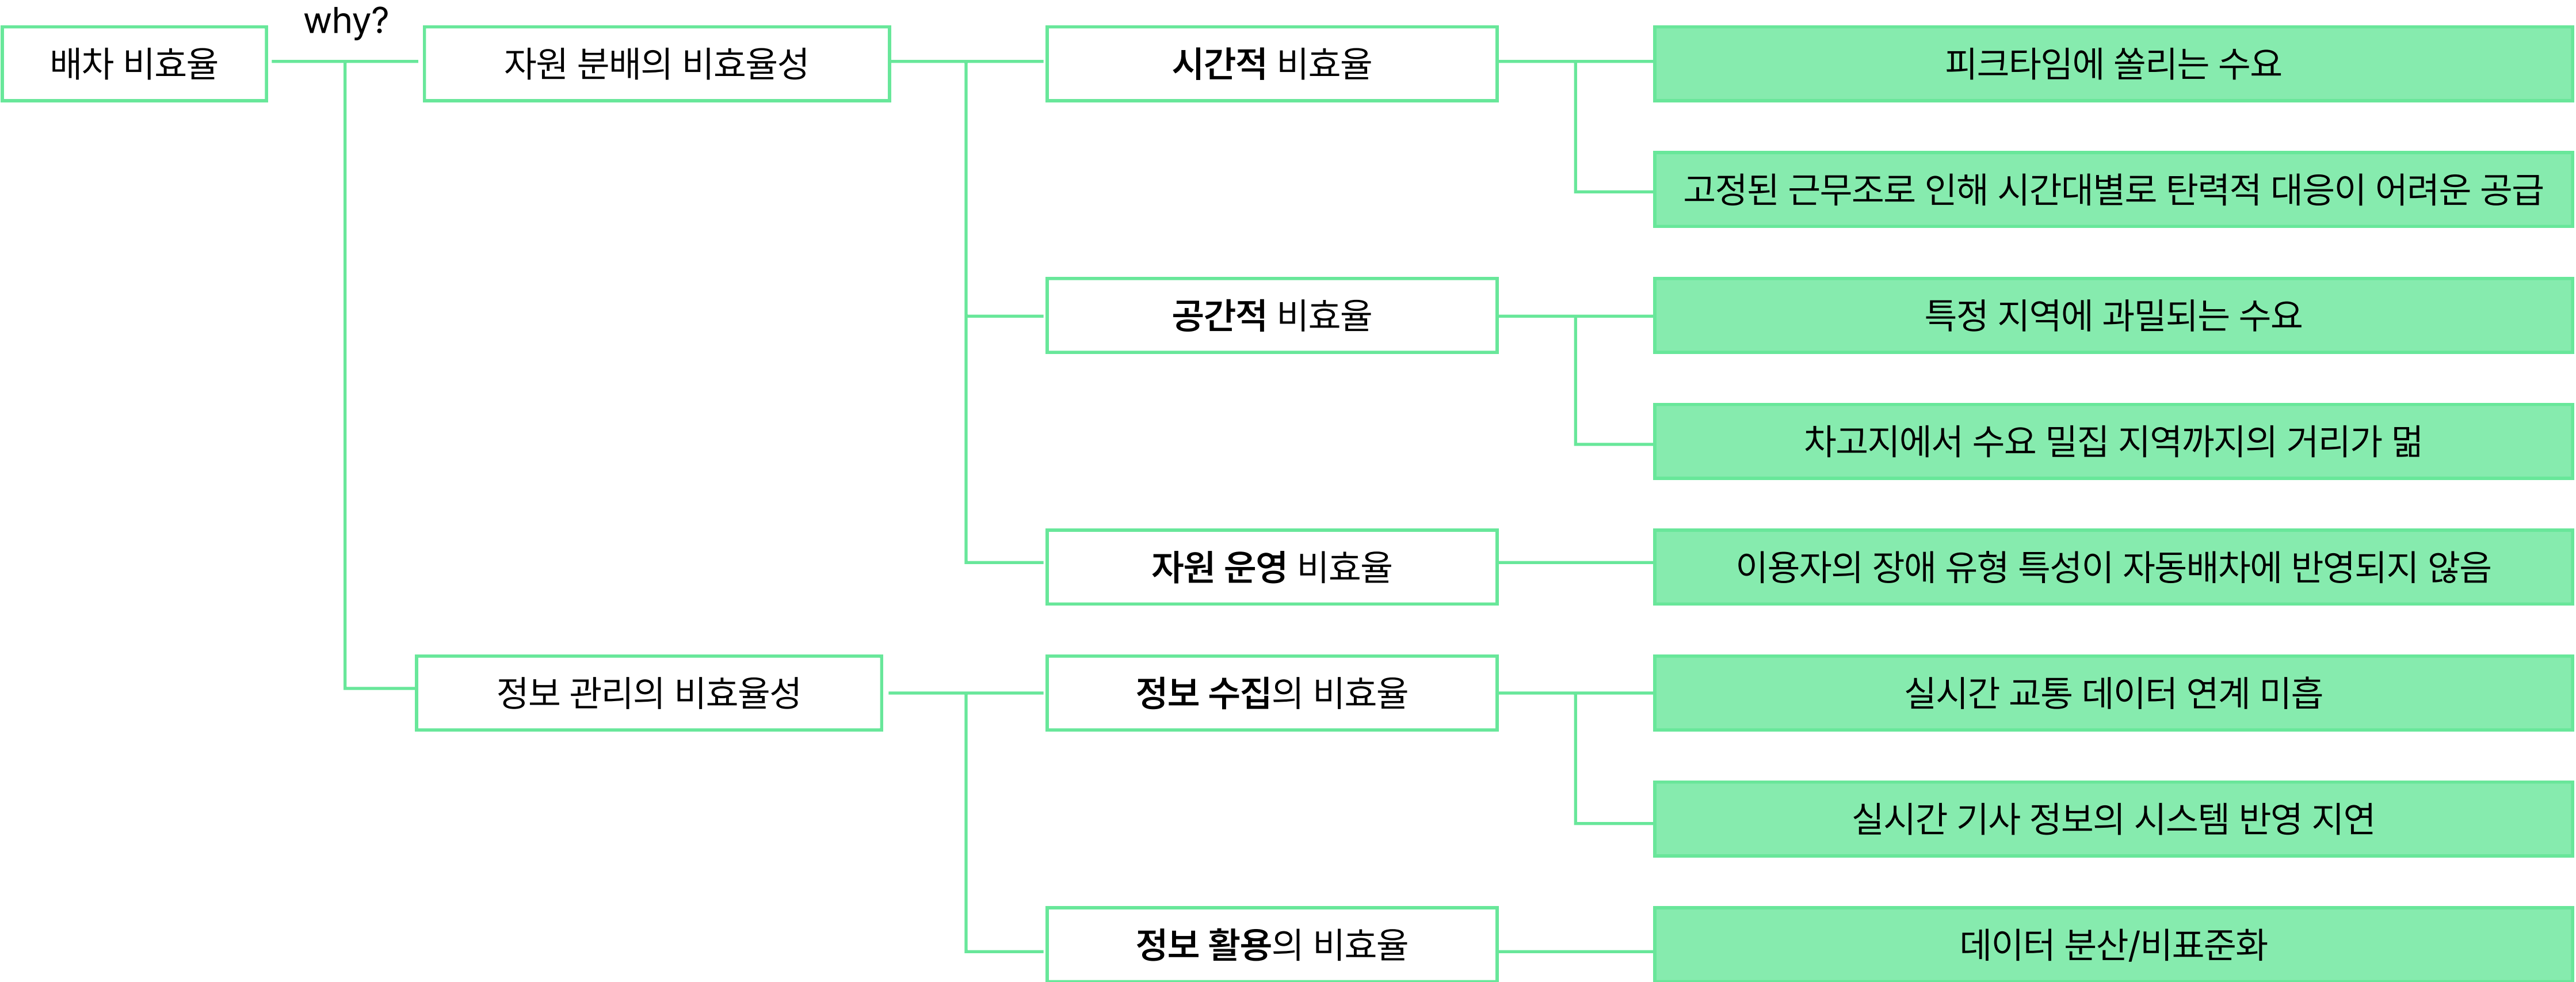 why?
배차 비효율
자원 분배의 비효율성
시간적 비효율
피크타임에 쏠리는 수요
고정된 근무조로 인해 시간대별로 탄력적 대응이 어려운 공급
공간적 비효율
특정 지역에 과밀되는 수요
차고지에서 수요 밀집 지역까지의 거리가 멂
자원 운영 비효율
이용자의 장애 유형 특성이 자동배차에 반영되지 않음
정보 관리의 비효율성
정보 수집의 비효율
실시간 교통 데이터 연계 미흡
실시간 기사 정보의 시스템 반영 지연
정보 활용의 비효율
데이터 분산/비표준화